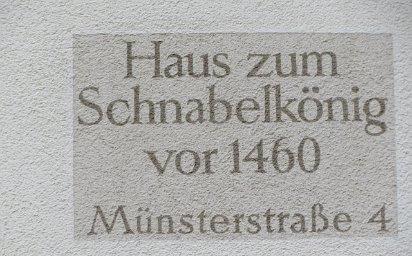 Haus zum
Schnabelkönig
vor 1460
Münsterstraße 4